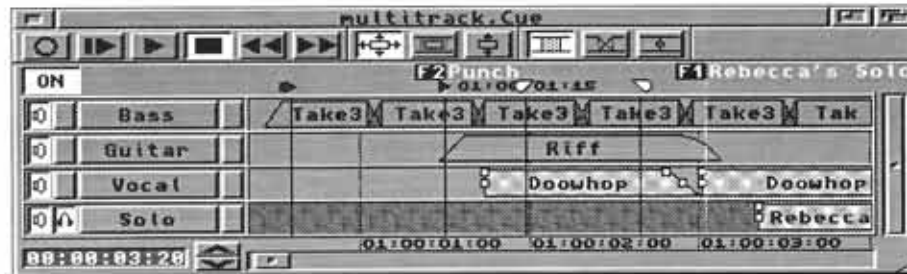 multitrack.Cue
ON
F2 Punch
F1 Rebecca's Solo
01:00 01:15
Bass
Take3 Take3 Take3 Take3 Take3 Tak
Guitar
Riff
Vocal
Doowhop Doowhop
Solo
Rebecca
01:00:01:00 01:00:02:00 01:00:03:00
00:00:03:20